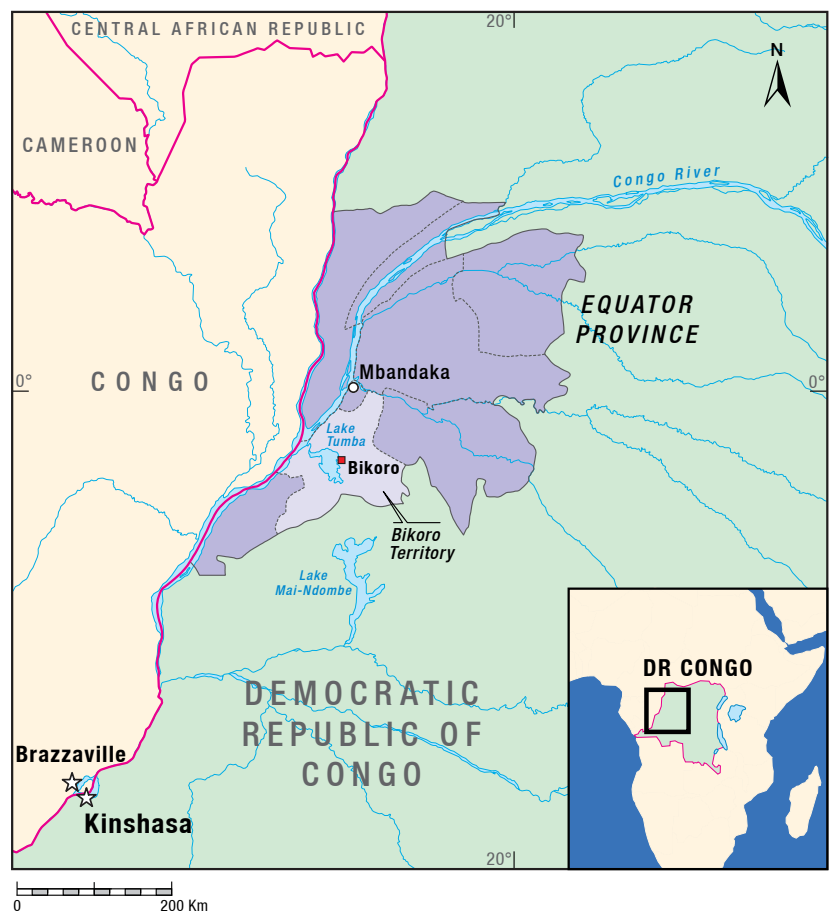 20°
CENTRAL AFRICAN REPUBLIC
N
CAMEROON
Congo River
EQUATOR
PROVINCE
Mbandaka
0°
CONGO
0°
Lake
Tumba
Bikoro
Bikoro
Territory
Lake
Mai-Ndombe
DR CONGO
DEMOCRATIC
REPUBLIC OF
CONGO
Brazzaville
Kinshasa
20°
0
200 Km